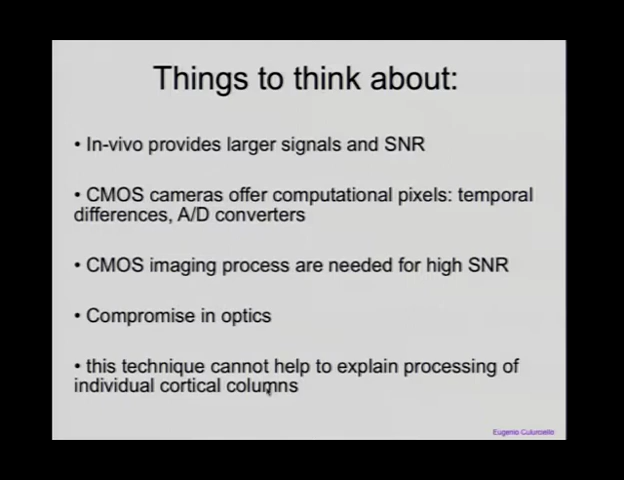 Things to think about:
• In-vivo provides larger signals and SNR
• CMOS cameras offer computational pixels: temporal
differences, A/D converters
• CMOS imaging process are needed for high SNR
• Compromise in optics
• this technique cannot help to explain processing of
individual cortical columns
Eugenio Culurciello